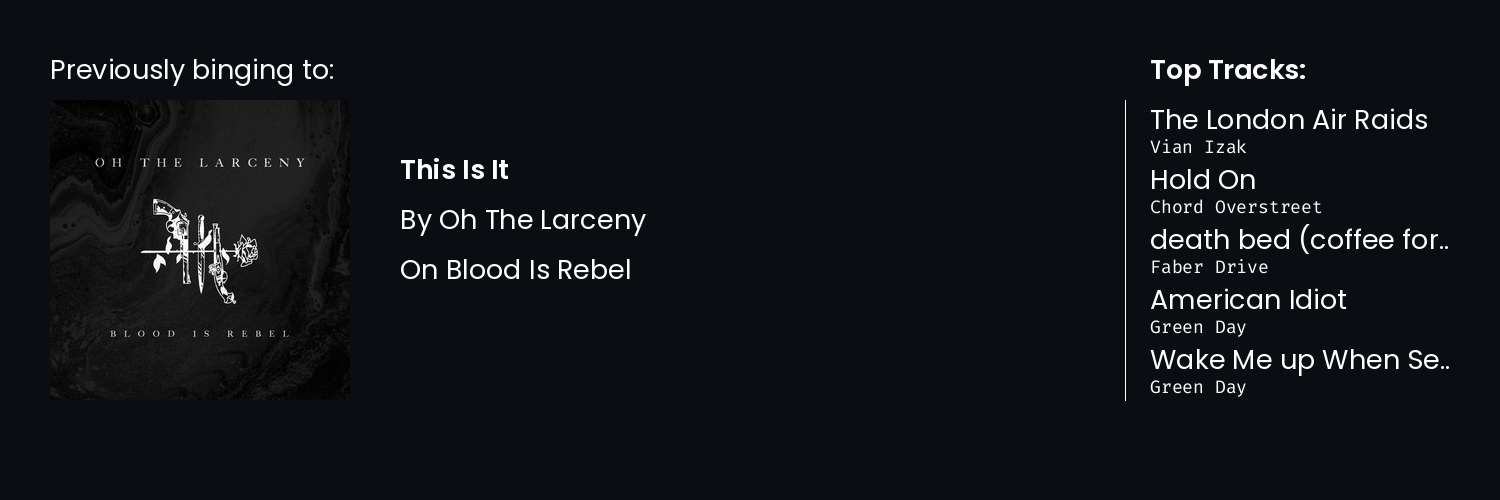 Previously binging to:
OH THE LARCENY
BLOOD IS REBEL
This Is It
By Oh The Larceny
On Blood Is Rebel
Top Tracks:
The London Air Raids
Vian Izak
Hold On
Chord Overstreet
death bed (coffee for..
Faber Drive
American Idiot
Green Day
Wake Me up When Se..
Green Day